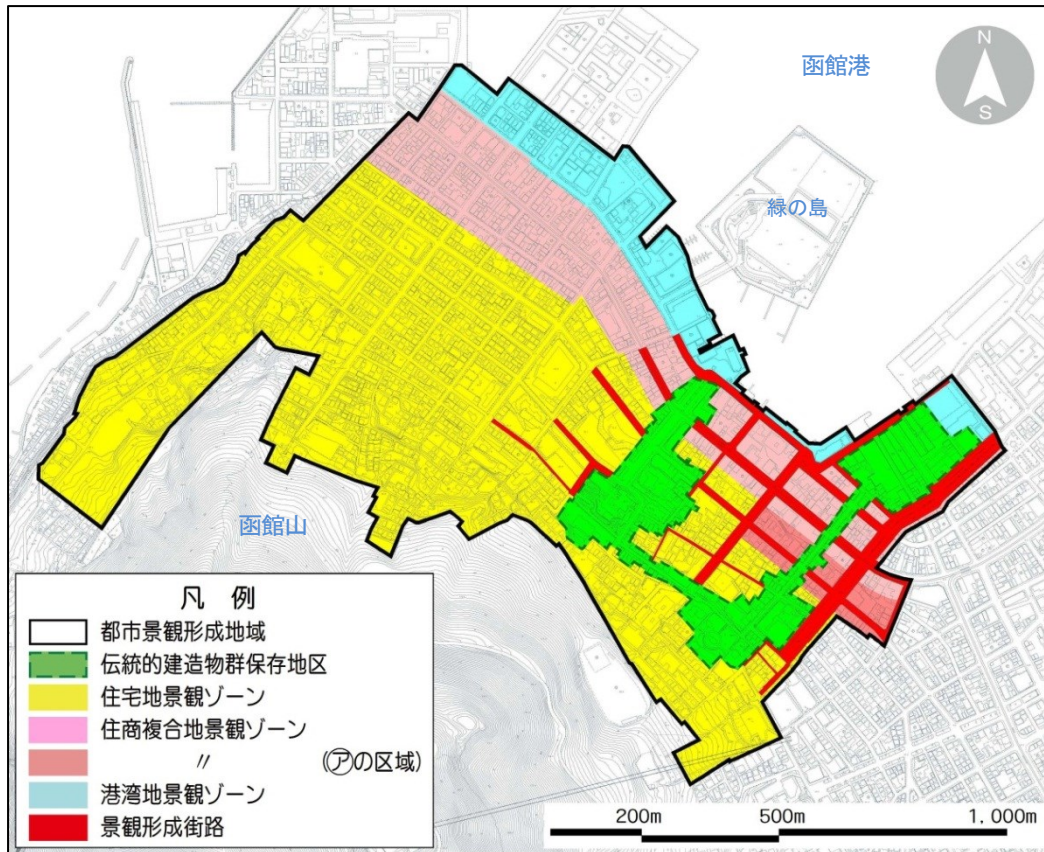 函館港
N
S
緑の島
函館山
凡 例
都市景観形成地域
伝統的建造物群保存地区
住宅地景観ゾーン
住商複合地景観ゾーン
〃 (㋐の区域)
港湾地景観ゾーン
景観形成街路
200m 500m 1,000m